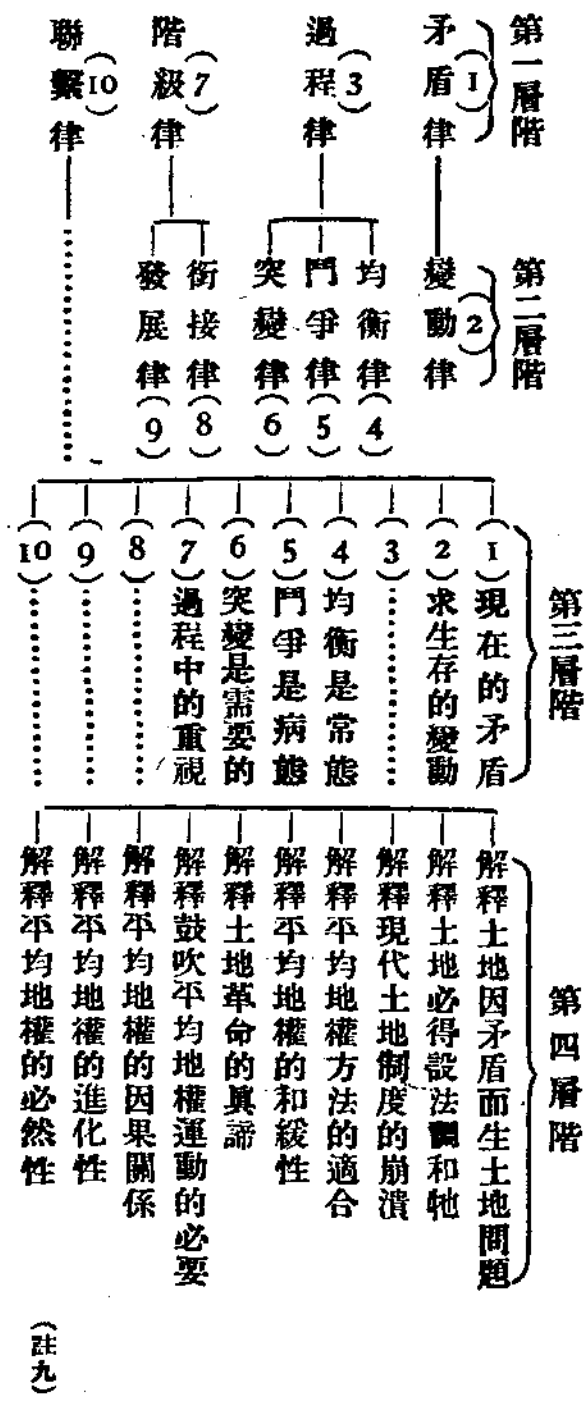 第一層階
矛盾律(1)
過程律(3)
階級律(7)
聯繫律(10)
第二層階
變動律(2)
均衡律(4)
鬥爭律(5)
突變律(6)
銜接律(8)
發展律(9)
第三層階
(1)現在的矛盾
(2)求生存的變動
(3)…………
(4)均衡是常態
(5)鬥爭是病態
(6)突變是需要的
(7)過程中的重視
(8)…………
(9)…………
(10)…………
第四層階
解釋土地因矛盾而生土地問題
解釋土地必得設法調和牠
解釋現代土地制度的崩潰
解釋平均地權方法的適合
解釋平均地權的和緩性
解釋土地革命的眞諦
解釋鼓吹平均地權運動的必要
解釋平均地權的因果關係
解釋平均地權的進化性
解釋平均地權的必然性
(註九)